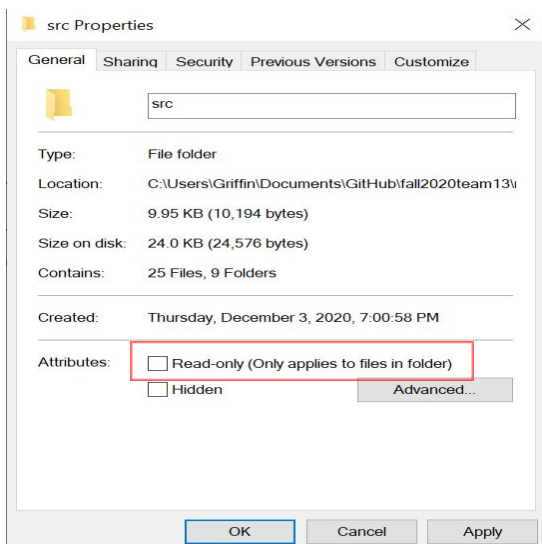 src Properties
General Sharing Security Previous Versions Customize
src
Type: File folder
Location: C:\Users\Griffin\Documents\GitHub\fall2020team13\
Size: 9.95 KB (10,194 bytes)
Size on disk: 24.0 KB (24,576 bytes)
Contains: 25 Files, 9 Folders
Created: Thursday, December 3, 2020, 7:00:58 PM
Attributes: Read-only (Only applies to files in folder)
Hidden Advanced...
OK Cancel Apply